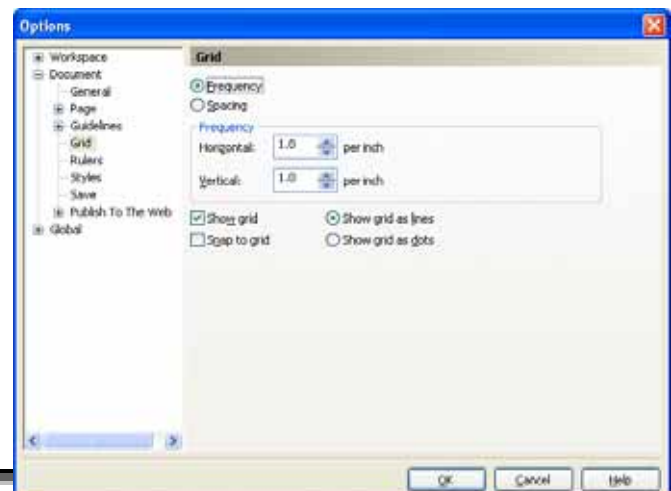 Options
Workspace
Document
General
Page
Guidelines
Grid
Rulers
Styles
Save
Publish To The Web
Global
Grid
Frequency
Spacing
Frequency
Horizontal: 1.0 per inch
Vertical: 1.0 per inch
Show grid Show grid as lines
Snap to grid Show grid as dots
OK Cancel Help